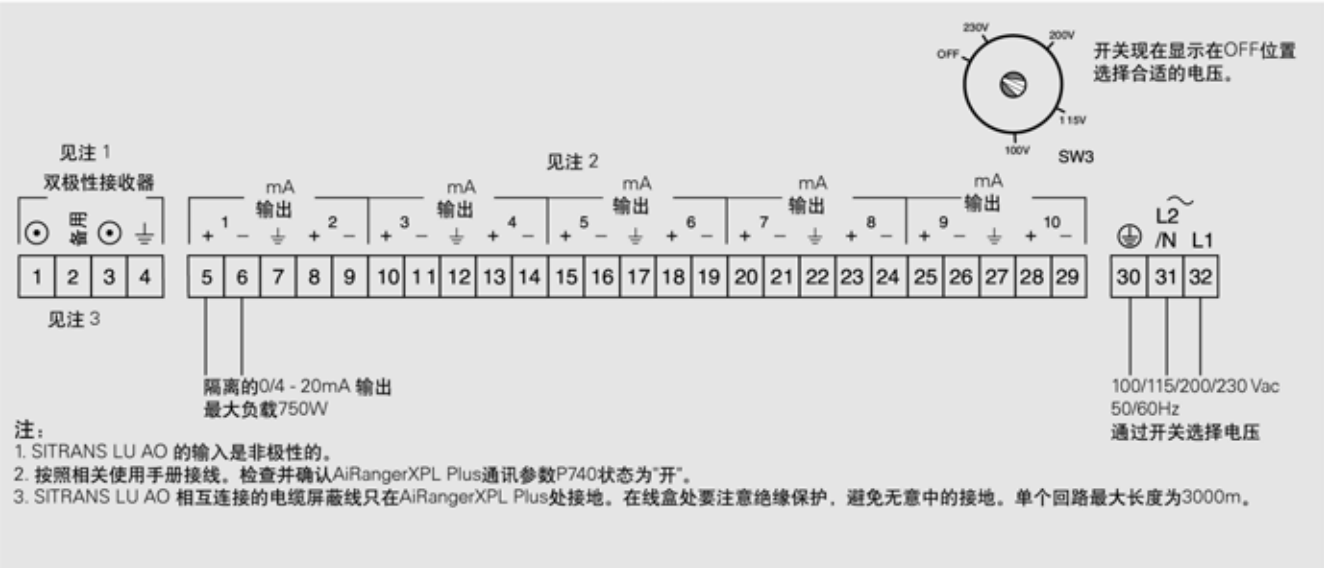 230V
200V
OFF
115V
100V
SW3
开关现在显示在OFF位置
选择合适的电压。
见注 1
双极性接收器
备用
见注 2
mA
输出
mA
输出
mA
输出
mA
输出
mA
输出
+ 1 − + 2 − + 3 − + 4 − + 5 − + 6 − + 7 − + 8 − + 9 − + 10 −
L2
/N L1
1 2 3 4 5 6 7 8 9 10 11 12 13 14 15 16 17 18 19 20 21 22 23 24 25 26 27 28 29 30 31 32
见注 3
隔离的0/4 - 20mA 输出
最大负载750W
100/115/200/230 Vac
50/60Hz
通过开关选择电压
注：
1. SITRANS LU AO 的输入是非极性的。
2. 按照相关使用手册接线。检查并确认AiRangerXPL Plus通讯参数P740状态为"开"。
3. SITRANS LU AO 相互连接的电缆屏蔽线只在AiRangerXPL Plus处接地。在线盒处要注意绝缘保护，避免无意中的接地。单个回路最大长度为3000m。